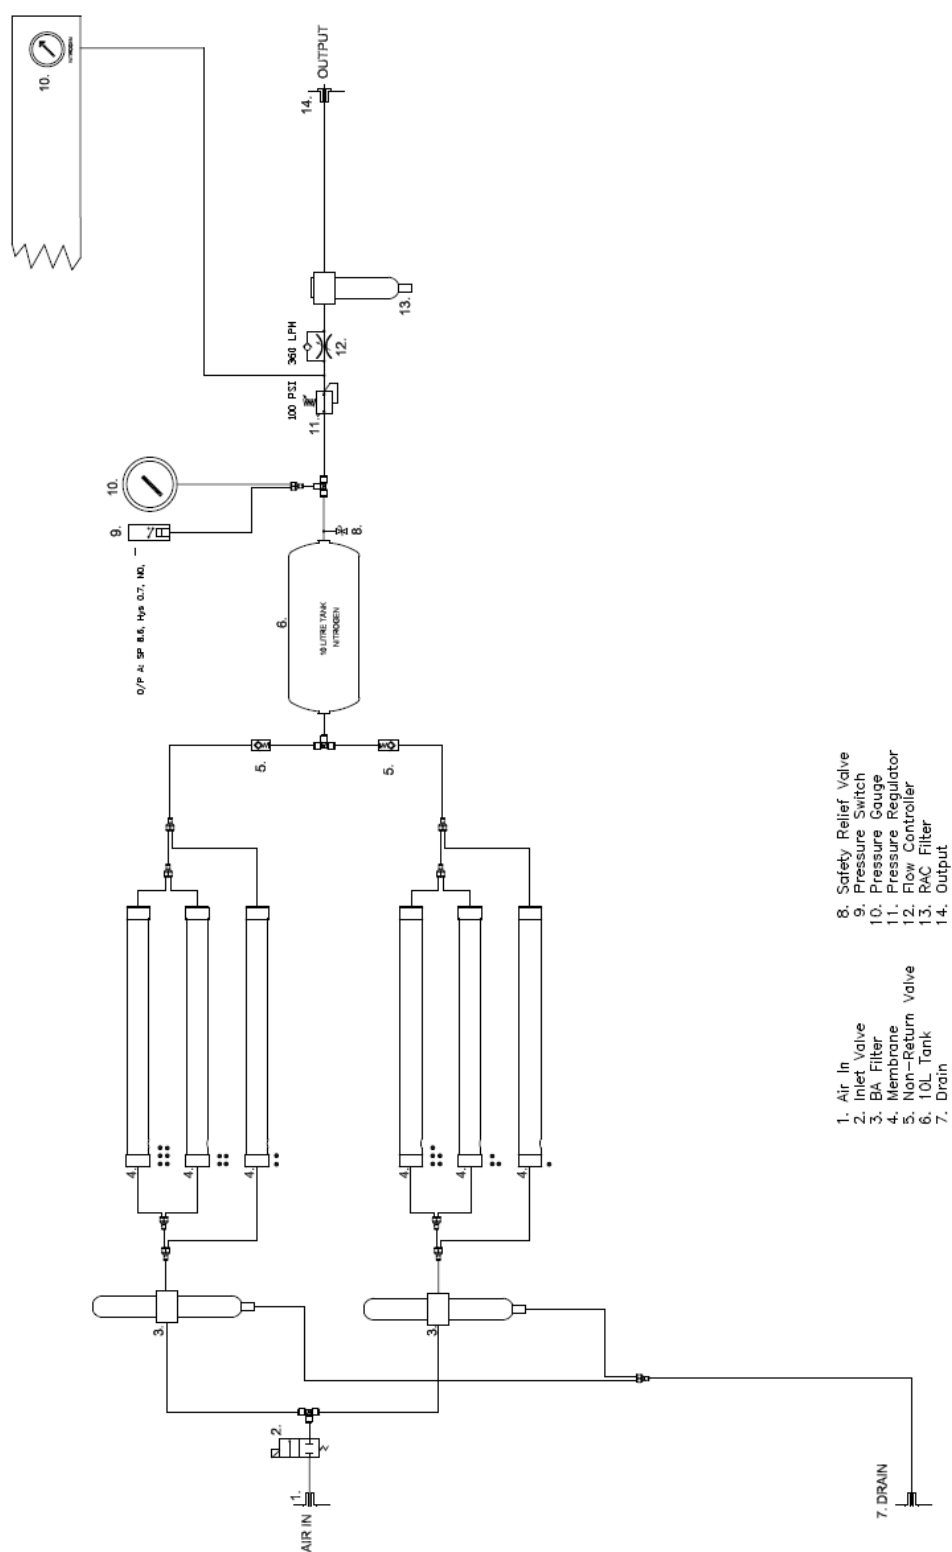 AIR IN
1.
2.
3.
3.
4.
4.
4.
4.
4.
4.
5.
5.
6.
10 LITRE TANK
NITROGEN
7. DRAIN
8.
9.
O/P A: SP 8.6, Hys 0.7, NO,
10.
11.
100 PSI
12.
360 LPM
13.
14.
OUTPUT
10.
NITROGEN
1. Air In
2. Inlet Valve
3. BA Filter
4. Membrane
5. Non-Return Valve
6. 10L Tank
7. Drain
8. Safety Relief Valve
9. Pressure Switch
10. Pressure Gauge
11. Pressure Regulator
12. Flow Controller
13. RAC Filter
14. Output